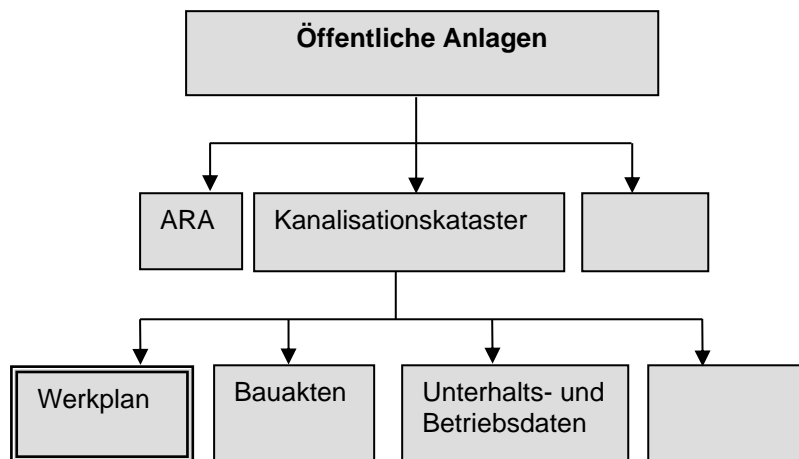 Öffentliche Anlagen
ARA
Kanalisationskataster
Werkplan
Bauakten
Unterhalts- und
Betriebsdaten